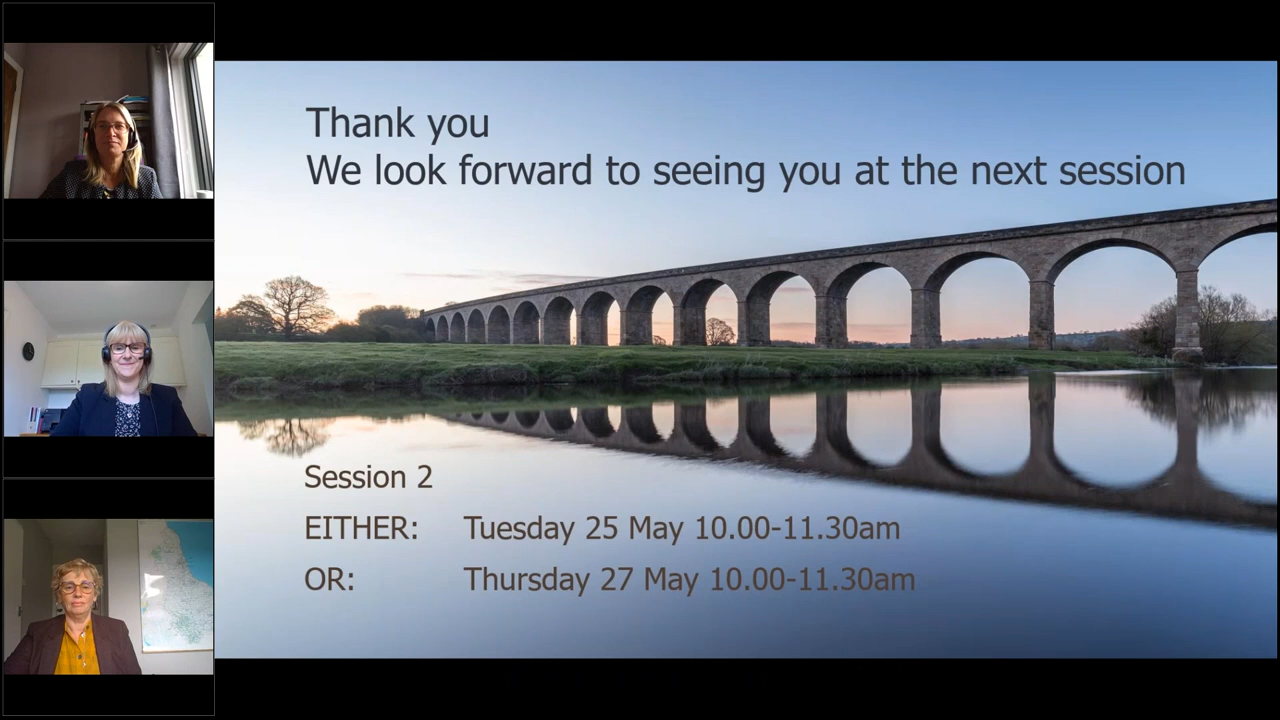 Thank you
We look forward to seeing you at the next session
Session 2
EITHER: Tuesday 25 May 10.00-11.30am
OR: Thursday 27 May 10.00-11.30am